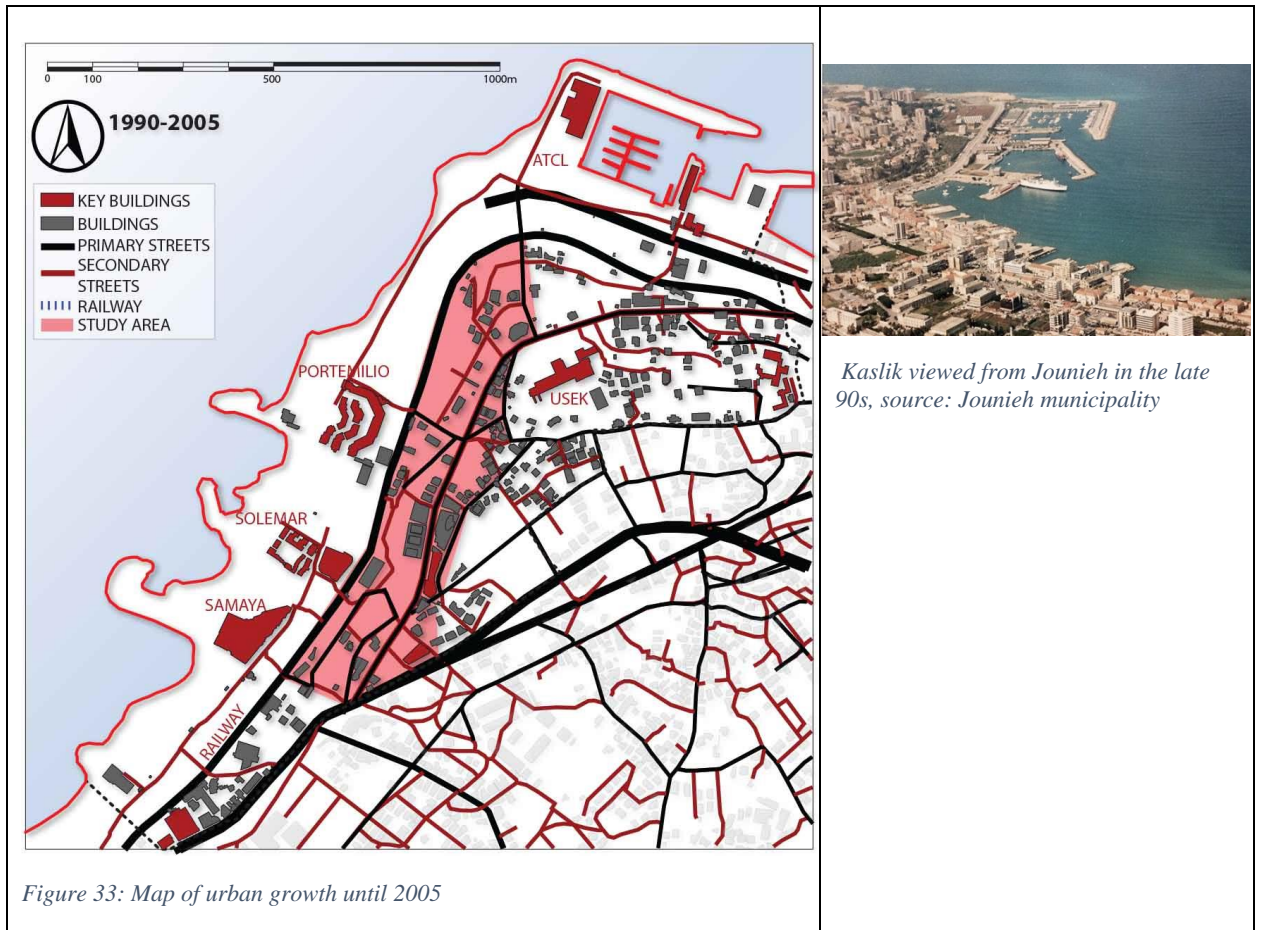 0 100 500 1000m
1990-2005
KEY BUILDINGS
BUILDINGS
PRIMARY STREETS
SECONDARY
STREETS
RAILWAY
STUDY AREA
ATCL
PORTEMILIO
USEK
SOLEMAR
SAMAYA
RAILWAY
Figure 33: Map of urban growth until 2005
Kaslik viewed from Jounieh in the late
90s, source: Jounieh municipality